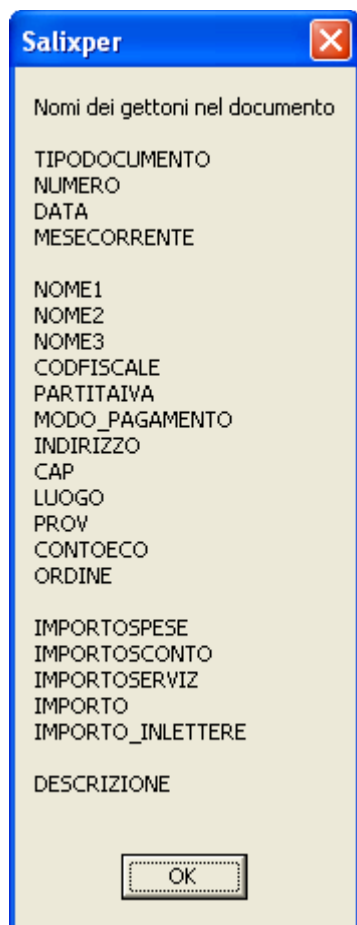 Salixper
Nomi dei gettoni nel documento
TIPODOCUMENTO
NUMERO
DATA
MESECORRENTE
NOME1
NOME2
NOME3
CODFISCALE
PARTITAIVA
MODO_PAGAMENTO
INDIRIZZO
CAP
LUOGO
PROV
CONTOECO
ORDINE
IMPORTOSPESE
IMPORTOSCONTO
IMPORTOSERVIZ
IMPORTO
IMPORTO_INLETTERE
DESCRIZIONE
OK